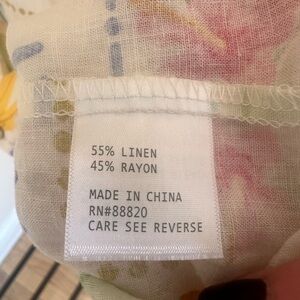 55% LINEN
45% RAYON
MADE IN CHINA
RN#88820
CARE SEE REVERSE